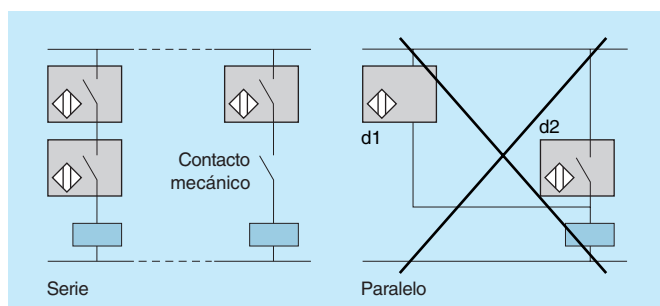 d1
d2
Contacto
mecánico
Serie
Paralelo